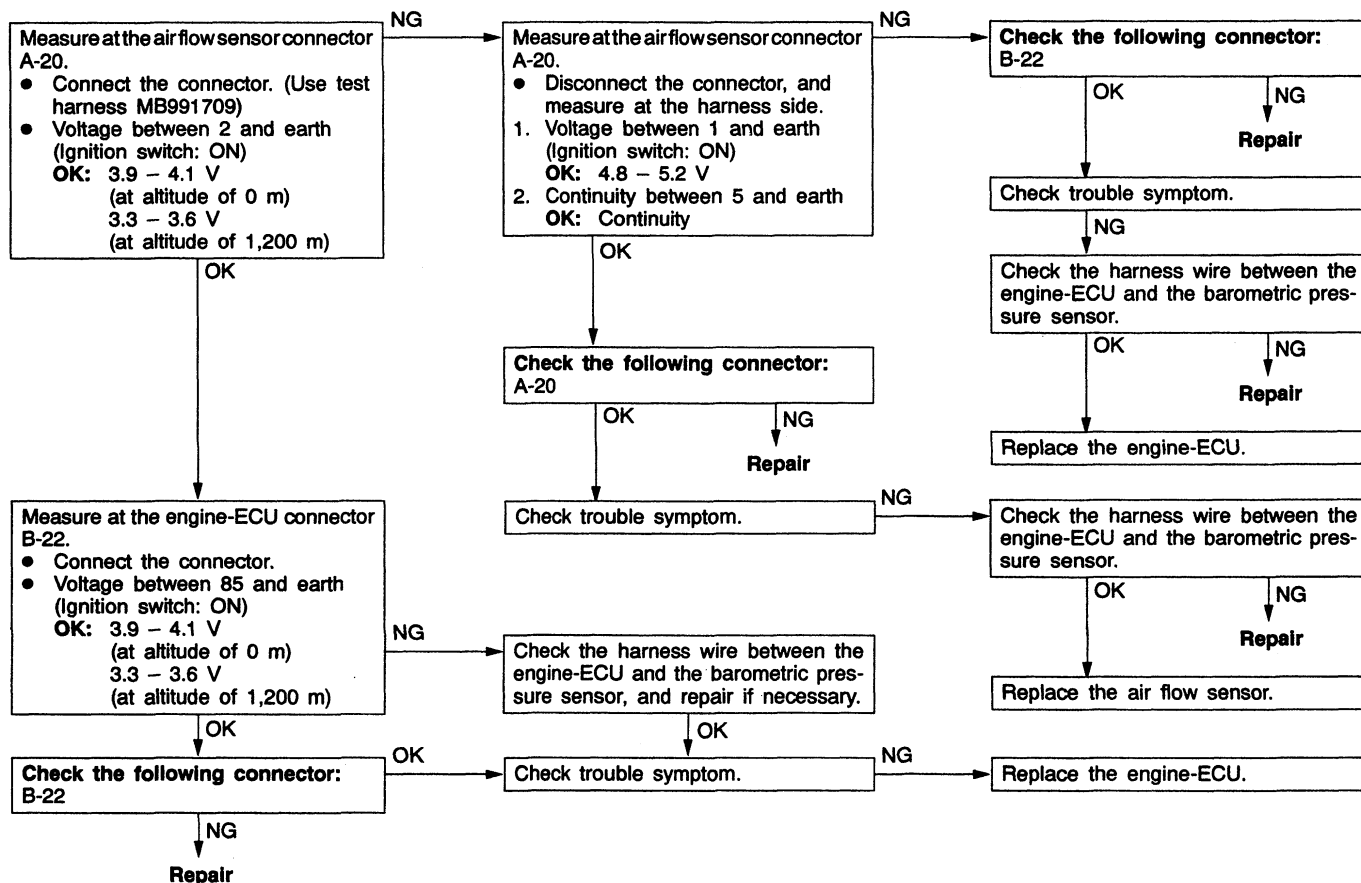 Measure at the airflow sensor connector
A-20.
● Connect the connector. (Use test
harness MB991709)
● Voltage between 2 and earth
(Ignition switch: ON)
OK: 3.9 – 4.1 V
(at altitude of 0 m)
3.3 – 3.6 V
(at altitude of 1,200 m)
NG
OK
Measure at the airflow sensor connector
A-20.
● Disconnect the connector, and
measure at the harness side.
1. Voltage between 1 and earth
(Ignition switch: ON)
OK: 4.8 – 5.2 V
2. Continuity between 5 and earth
OK: Continuity
NG
OK
Check the following connector:
B-22
OK
NG
Repair
Check trouble symptom.
NG
Check the harness wire between the
engine-ECU and the barometric pres-
sure sensor.
OK
NG
Repair
Replace the engine-ECU.
Check the following connector:
A-20
OK
NG
Repair
Check trouble symptom.
NG
Check the harness wire between the
engine-ECU and the barometric pres-
sure sensor.
OK
NG
Repair
Replace the air flow sensor.
Measure at the engine-ECU connector
B-22.
● Connect the connector.
● Voltage between 85 and earth
(Ignition switch: ON)
OK: 3.9 – 4.1 V
(at altitude of 0 m)
3.3 – 3.6 V
(at altitude of 1,200 m)
NG
OK
Check the harness wire between the
engine-ECU and the barometric pres-
sure sensor, and repair if necessary.
OK
Check the following connector:
B-22
OK
NG
Repair
Check trouble symptom.
NG
Replace the engine-ECU.